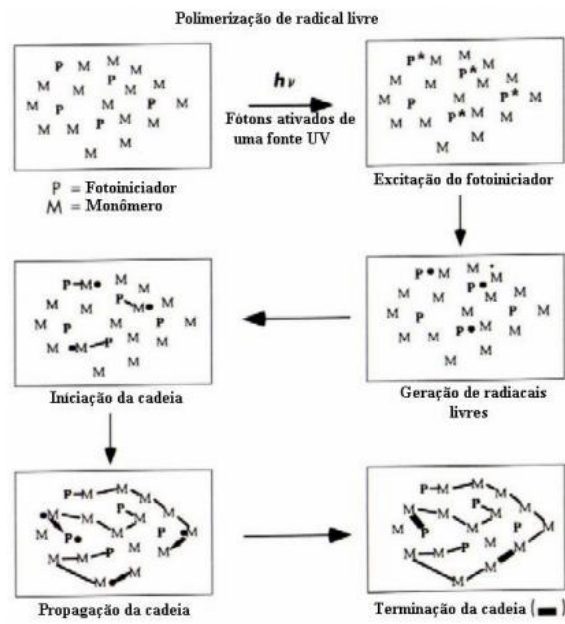 Polimerização de radical livre
P M M M
M M P M M
M P M P M
M M P M M
M M
P = Fotoiniciador
M = Monômero
hν
Fótons ativados de
uma fonte UV
P* M M M
M M P* M M
M P M P* M
M M P* M M
M M
Excitação do fotoiniciador
P M M M
M M P M
M P M P M
M M P M M
M M
Iniciação da cadeia
P M M M
M M P M
M P M P M
M M P M M
M M
Geração de radiacais
livres
P M M M
M M P M M
M P M P M
M M P M M
M M
Propagação da cadeia
P M M M
M M P M M
M P M P M
M M P M M
M M
Terminação da cadeia ( )